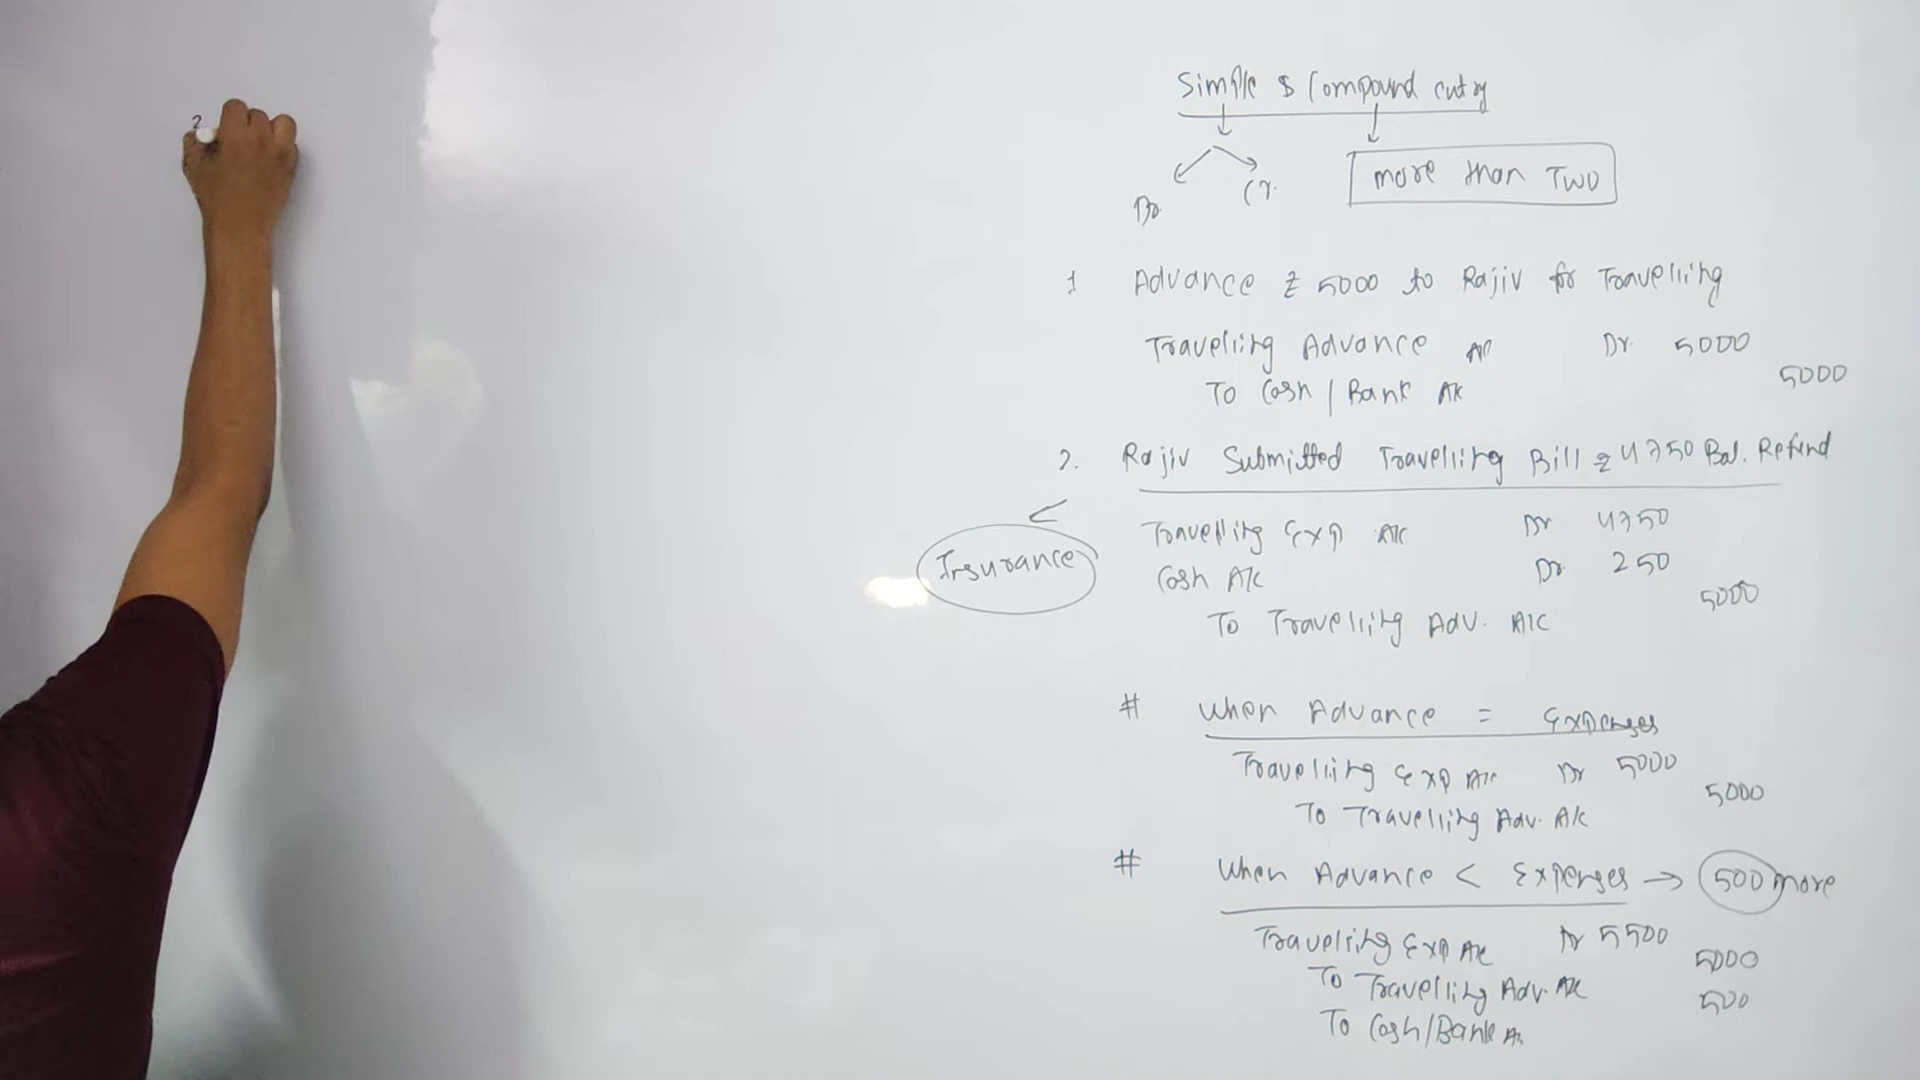 2
Simple & Compound entry
Dr. Cr.
more than Two
1 Advance ₹ 5000 to Rajiv for Travelling
Travelling Advance A/c Dr. 5000
To Cash / Bank A/c 5000
2. Rajiv Submitted Travelling Bill ₹ 4750 Bal. Refund
Travelling Exp A/c Dr 4750
Insurance
Cash A/c Dr. 250
To Travelling Adv. A/c 5000
# When Advance = Expenses
Travelling Exp A/c Dr 5000
To Travelling Adv. A/c 5000
# When Advance < Expenses → 500 more
Travelling Exp A/c Dr 5500
To Travelling Adv. A/c 5000
To Cash/Bank A/c 500